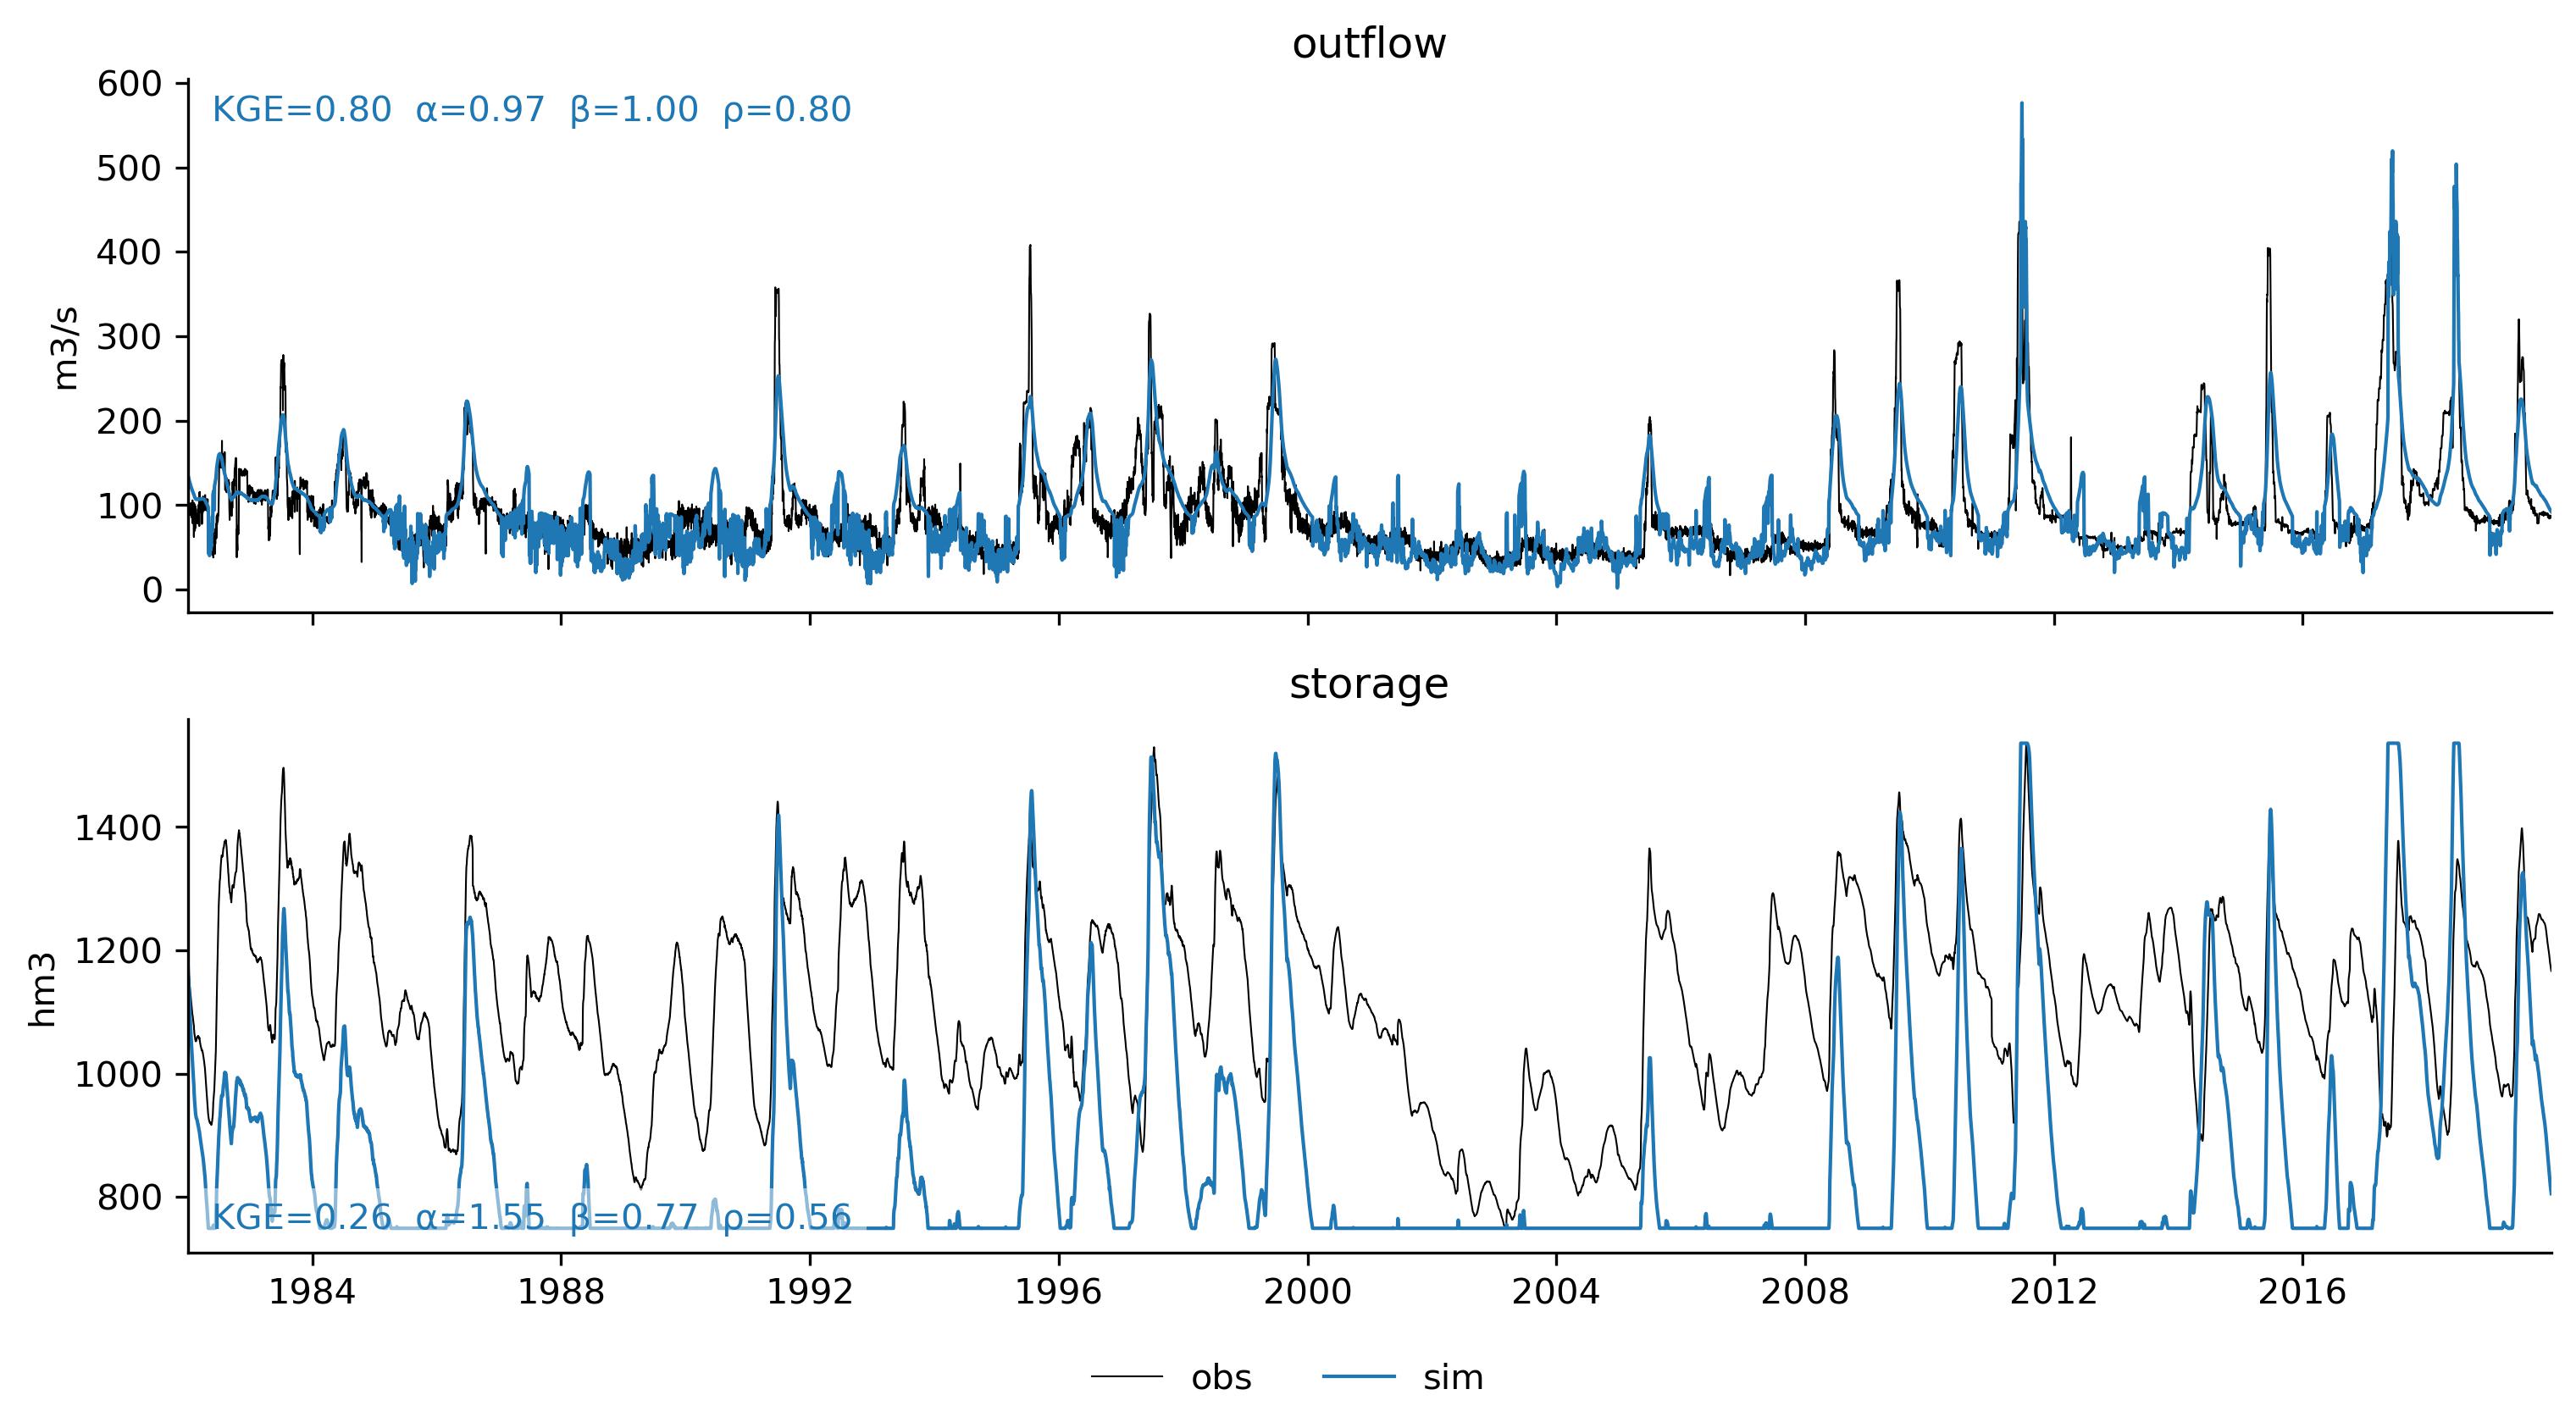 outflow
600
500
400
300
200
100
0
m3/s
KGE=0.80 α=0.97 β=1.00 ρ=0.80
storage
1400
1200
1000
800
hm3
KGE=0.26 α=1.55 β=0.77 ρ=0.56
1984 1988 1992 1996 2000 2004 2008 2012 2016
obs sim